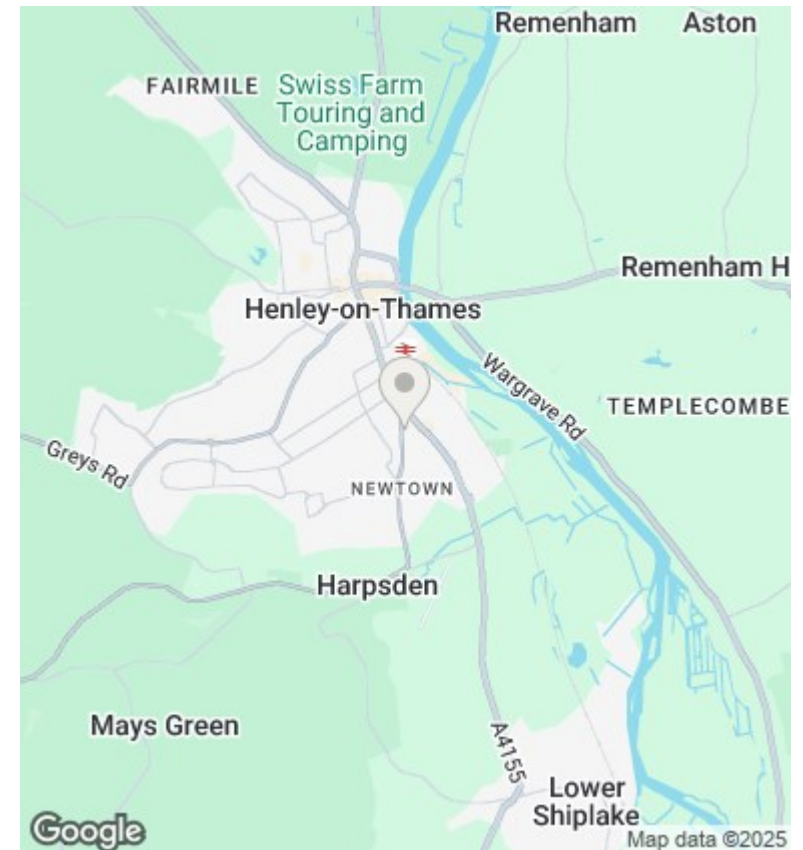 Remenham
Aston
FAIRMILE
Swiss Farm
Touring and
Camping
Remenham H
Henley-on-Thames
Wargrave Rd
TEMPLECOMBE
Greys Rd
NEWTOWN
Harpsden
Mays Green
A4155
Lower
Shiplake
Google
Map data ©2025